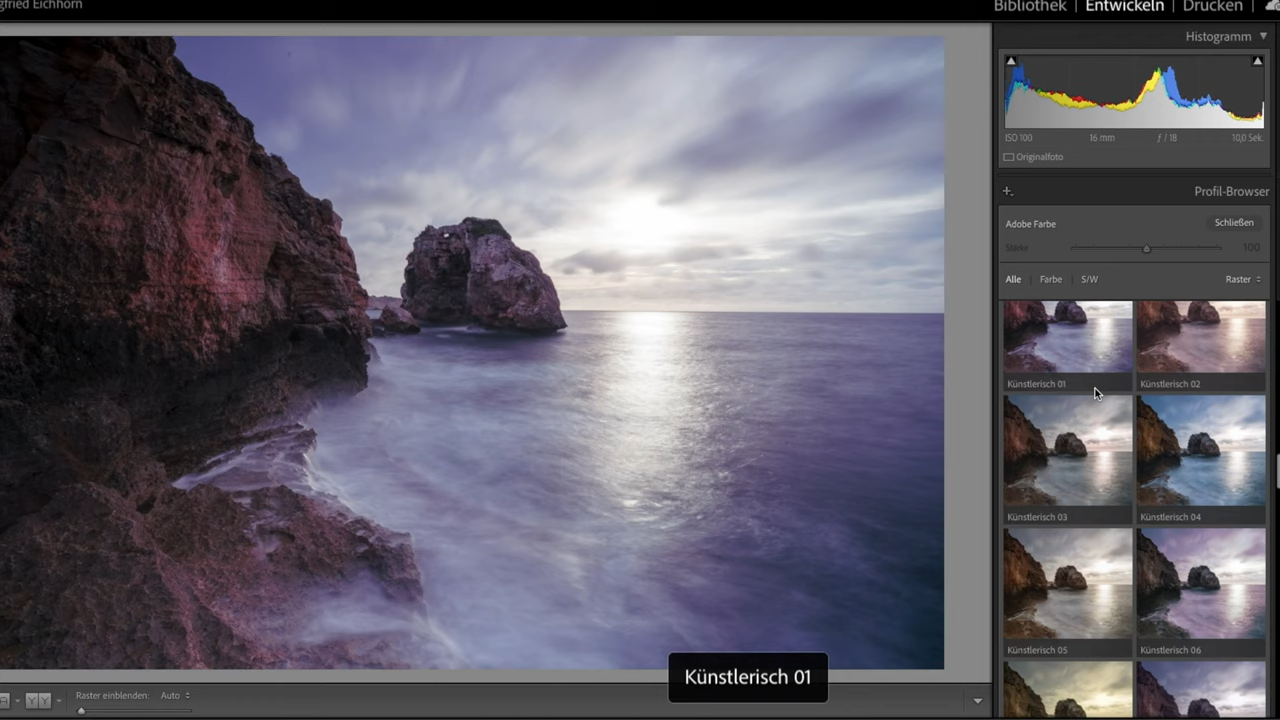 gfried Eichhorn
Bibliothek | Entwickeln | Drucken |
Histogramm
ISO 100 16 mm f / 18 10,0 Sek.
Originalfoto
Profil-Browser
Adobe Farbe Schließen
Stärke 100
Alle | Farbe | S/W Raster
Künstlerisch 01 Künstlerisch 02
Künstlerisch 03 Künstlerisch 04
Künstlerisch 05 Künstlerisch 06
Künstlerisch 01
Y Y Raster einblenden: Auto